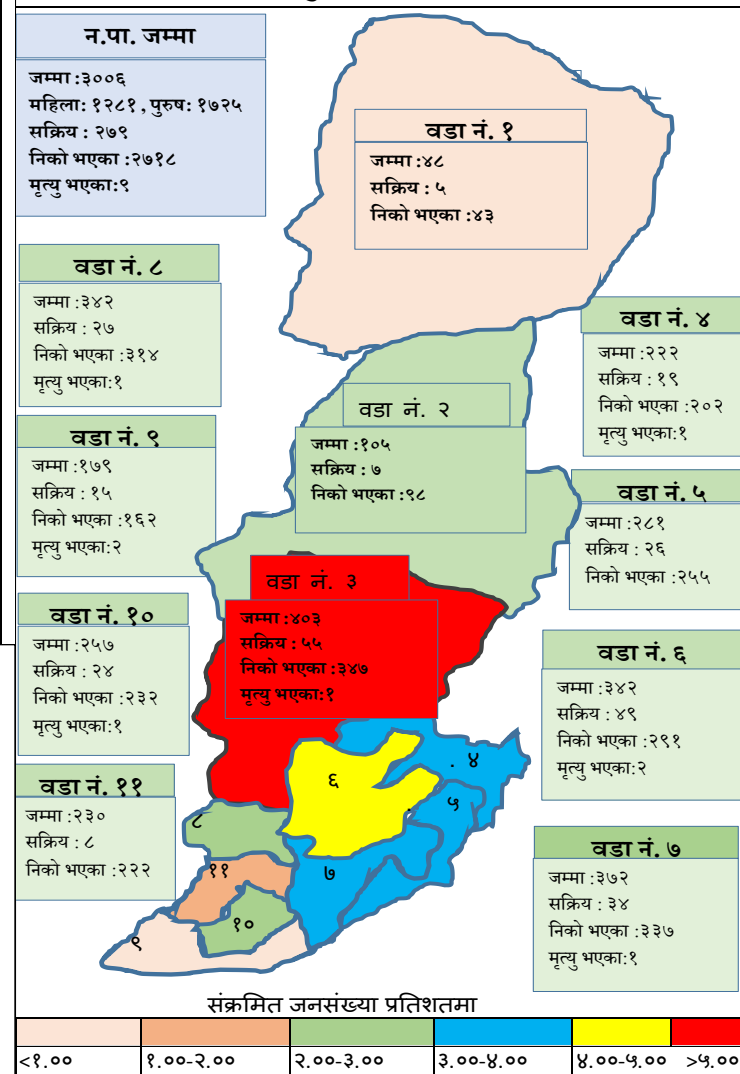 न.पा. जम्मा
जम्मा :३००६
महिला: १२८१ , पुरुष: १७२५
सक्रिय : २७९
निको भएका :२७१८
मृत्यु भएका:९
वडा नं. १
जम्मा :४८
सक्रिय : ५
निको भएका :४३
वडा नं. ८
जम्मा :३४२
सक्रिय : २७
निको भएका :३१४
मृत्यु भएका:१
वडा नं. ४
जम्मा :२२२
सक्रिय : १९
निको भएका :२०२
मृत्यु भएका:१
वडा नं. २
जम्मा :१०५
सक्रिय : ७
निको भएका :९८
वडा नं. ९
जम्मा :१७९
सक्रिय : १५
निको भएका :१६२
मृत्यु भएका:२
वडा नं. ५
जम्मा :२८१
सक्रिय : २६
निको भएका :२५५
वडा नं. ३
जम्मा :४०३
सक्रिय : ५५
निको भएका :३४७
मृत्यु भएका:१
वडा नं. १०
जम्मा :२५७
सक्रिय : २४
निको भएका :२३२
मृत्यु भएका:१
वडा नं. ६
जम्मा :३४२
सक्रिय : ४९
निको भएका :२९१
मृत्यु भएका:२
वडा नं. ११
जम्मा :२३०
सक्रिय : ८
निको भएका :२२२
वडा नं. ७
जम्मा :३७२
सक्रिय : ३४
निको भएका :३३७
मृत्यु भएका:१
. ४
६
५
८
११
७
१०
९
संक्रमित जनसंख्या प्रतिशतमा
<१.०० १.००-२.०० २.००-३.०० ३.००-४.०० ४.००-५.०० >५.००